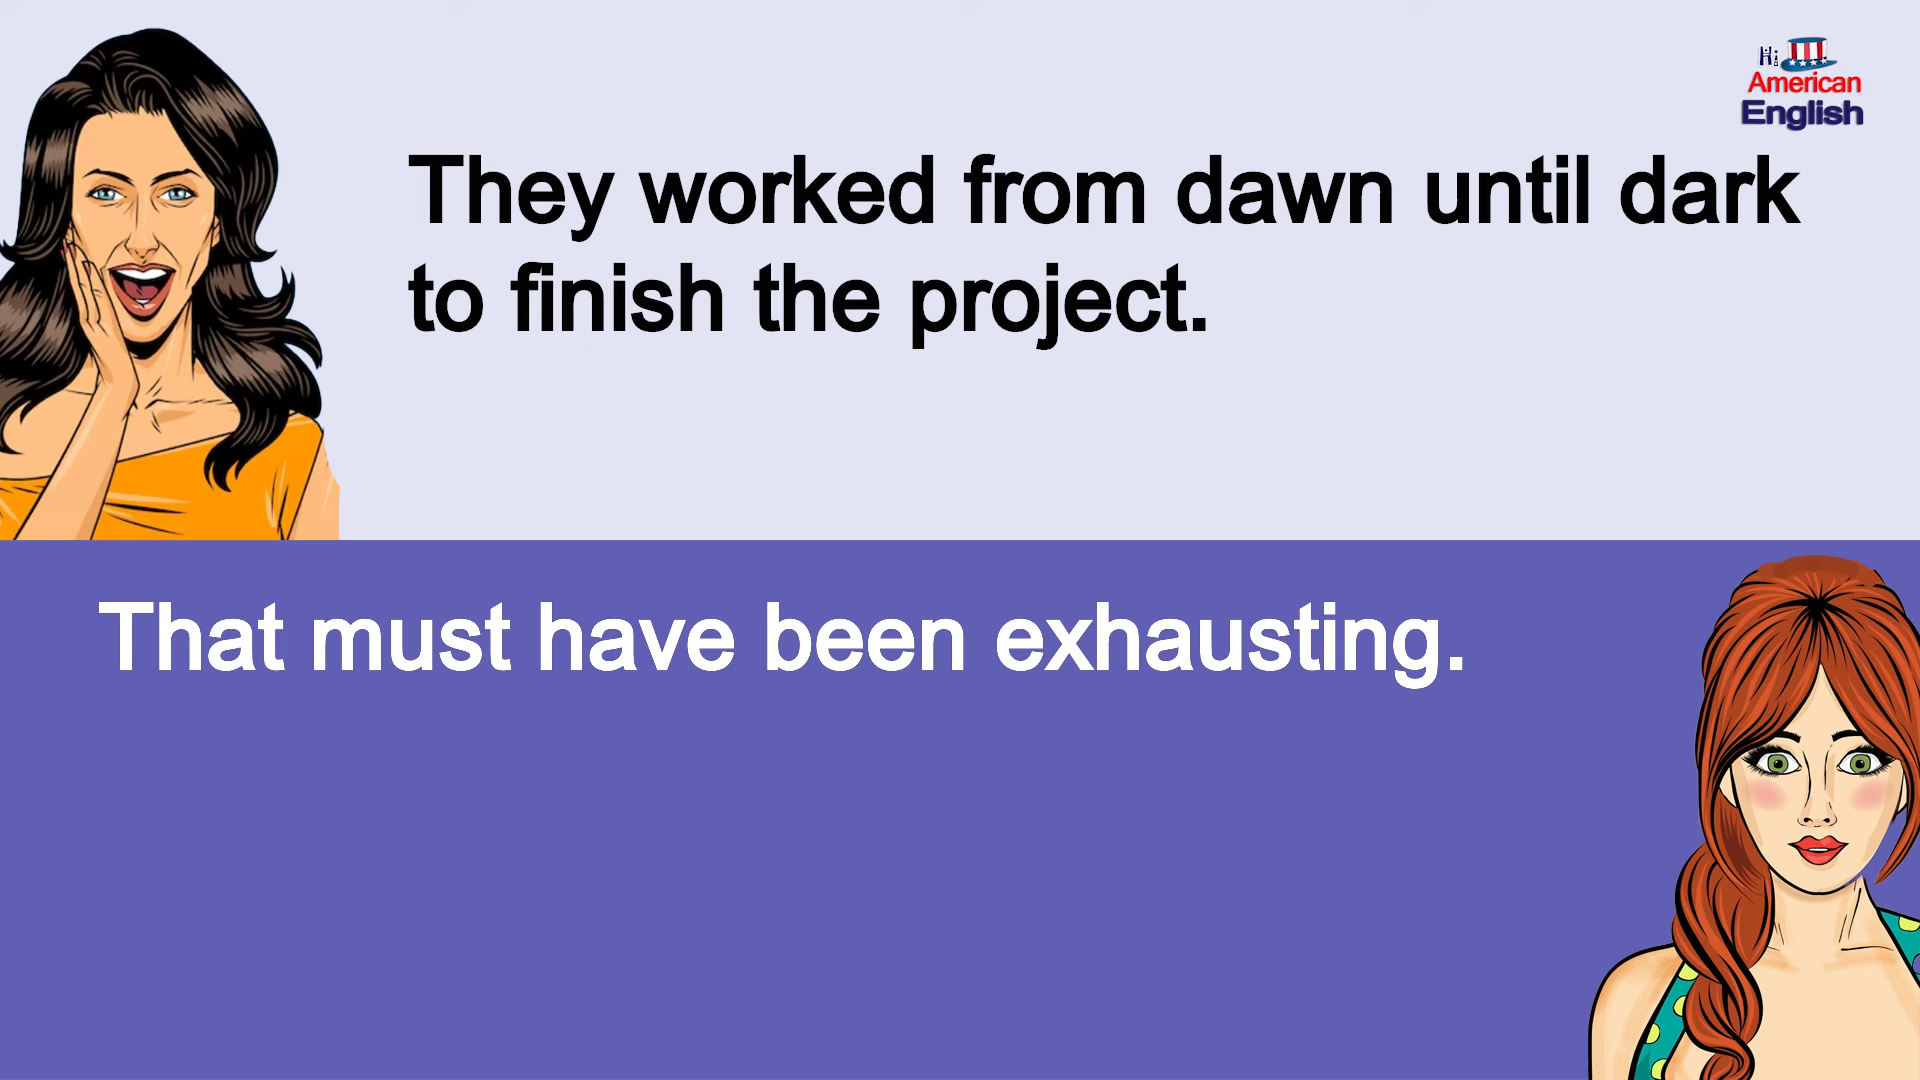 Hi
American
English
They worked from dawn until dark
to finish the project.
That must have been exhausting.